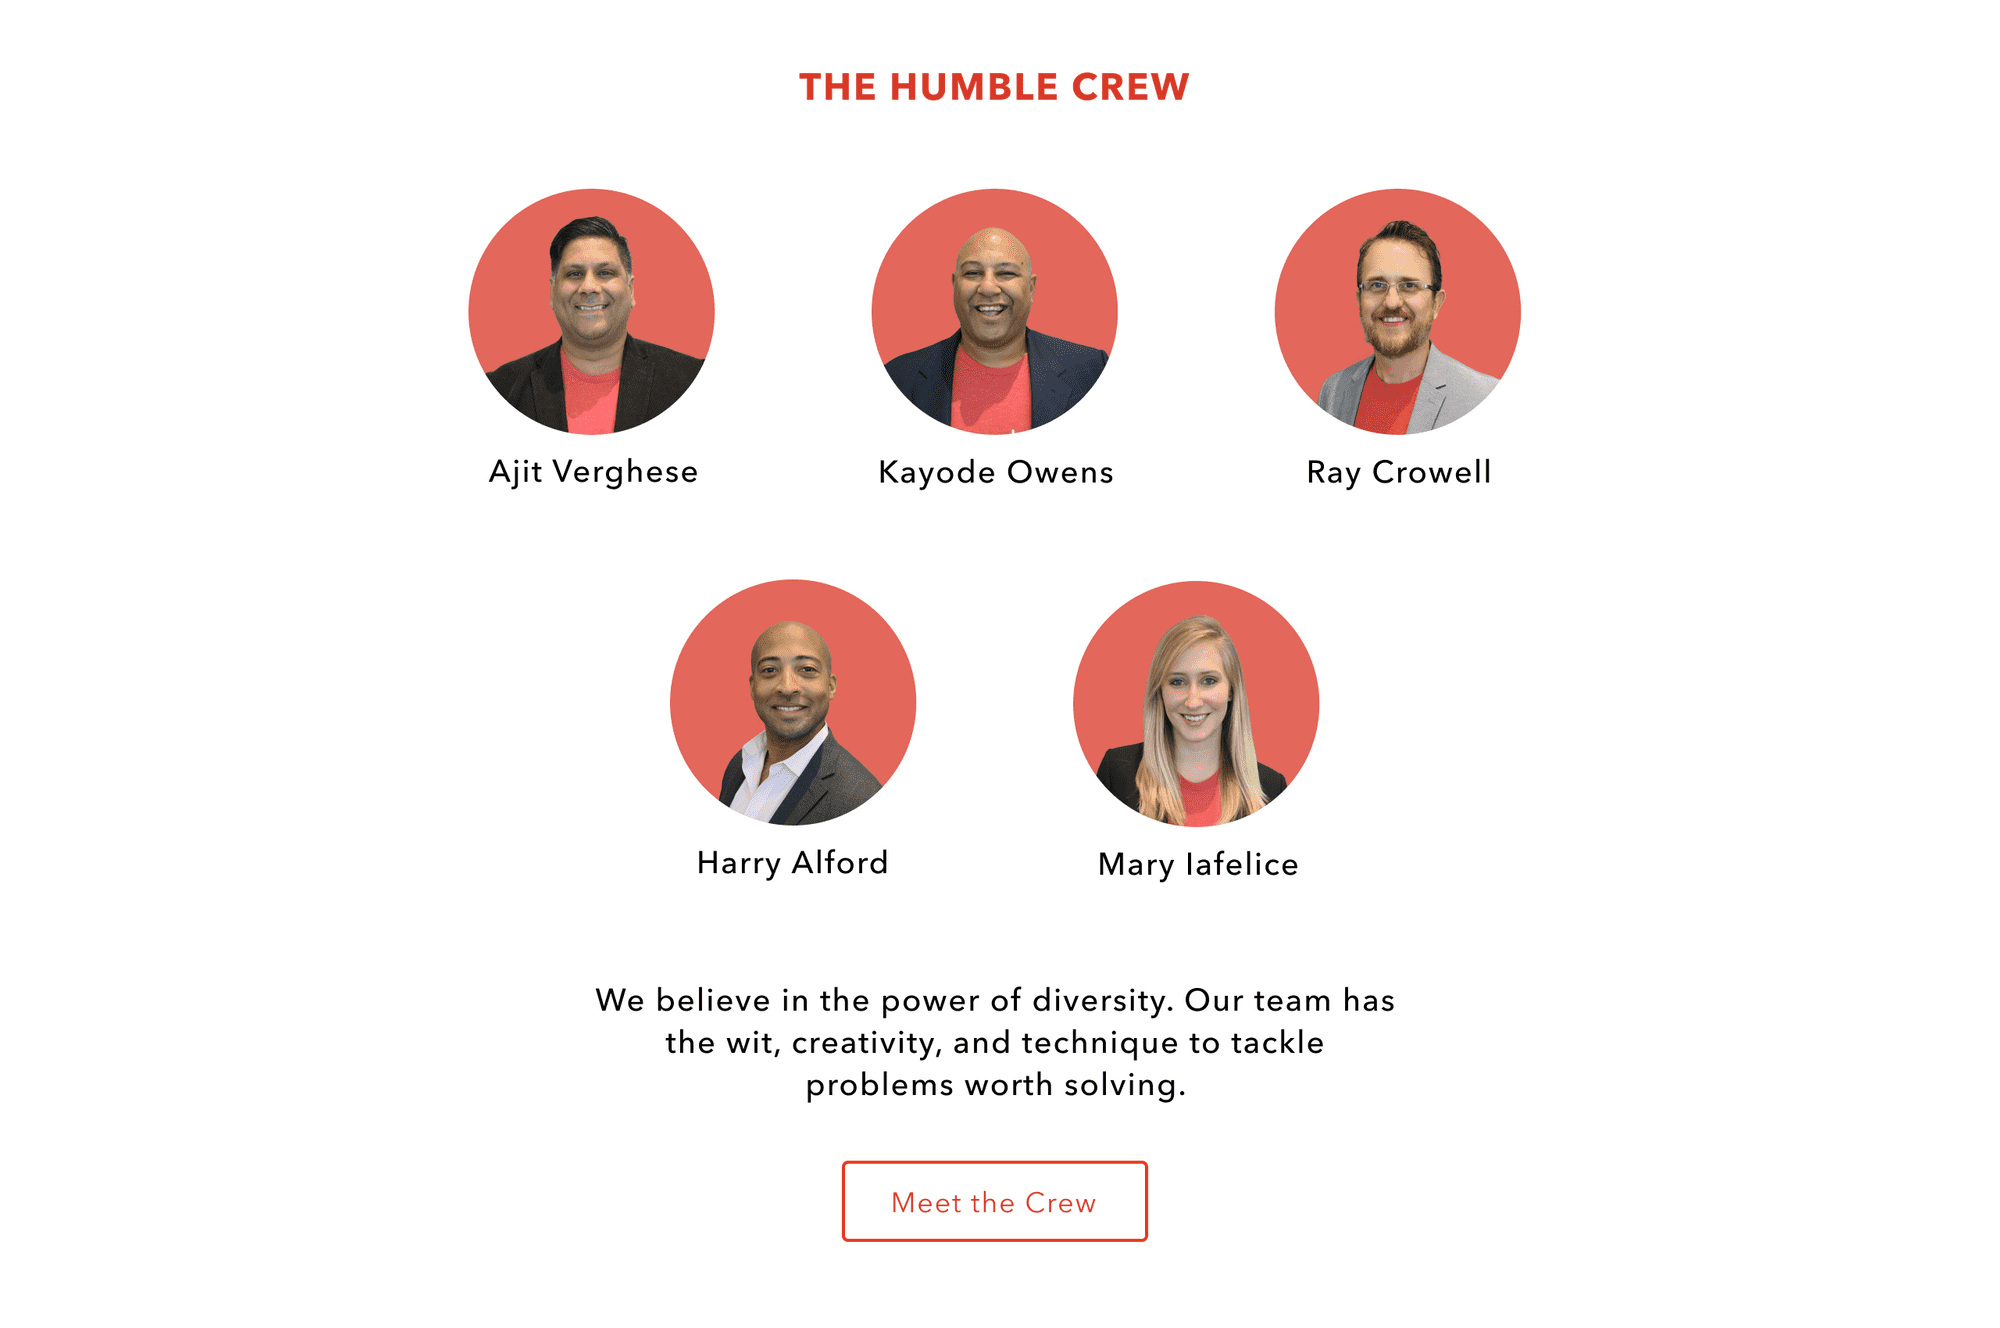 THE HUMBLE CREW
Ajit Verghese
Kayode Owens
Ray Crowell
Harry Alford
Mary Iafelice
We believe in the power of diversity. Our team has
the wit, creativity, and technique to tackle
problems worth solving.
Meet the Crew